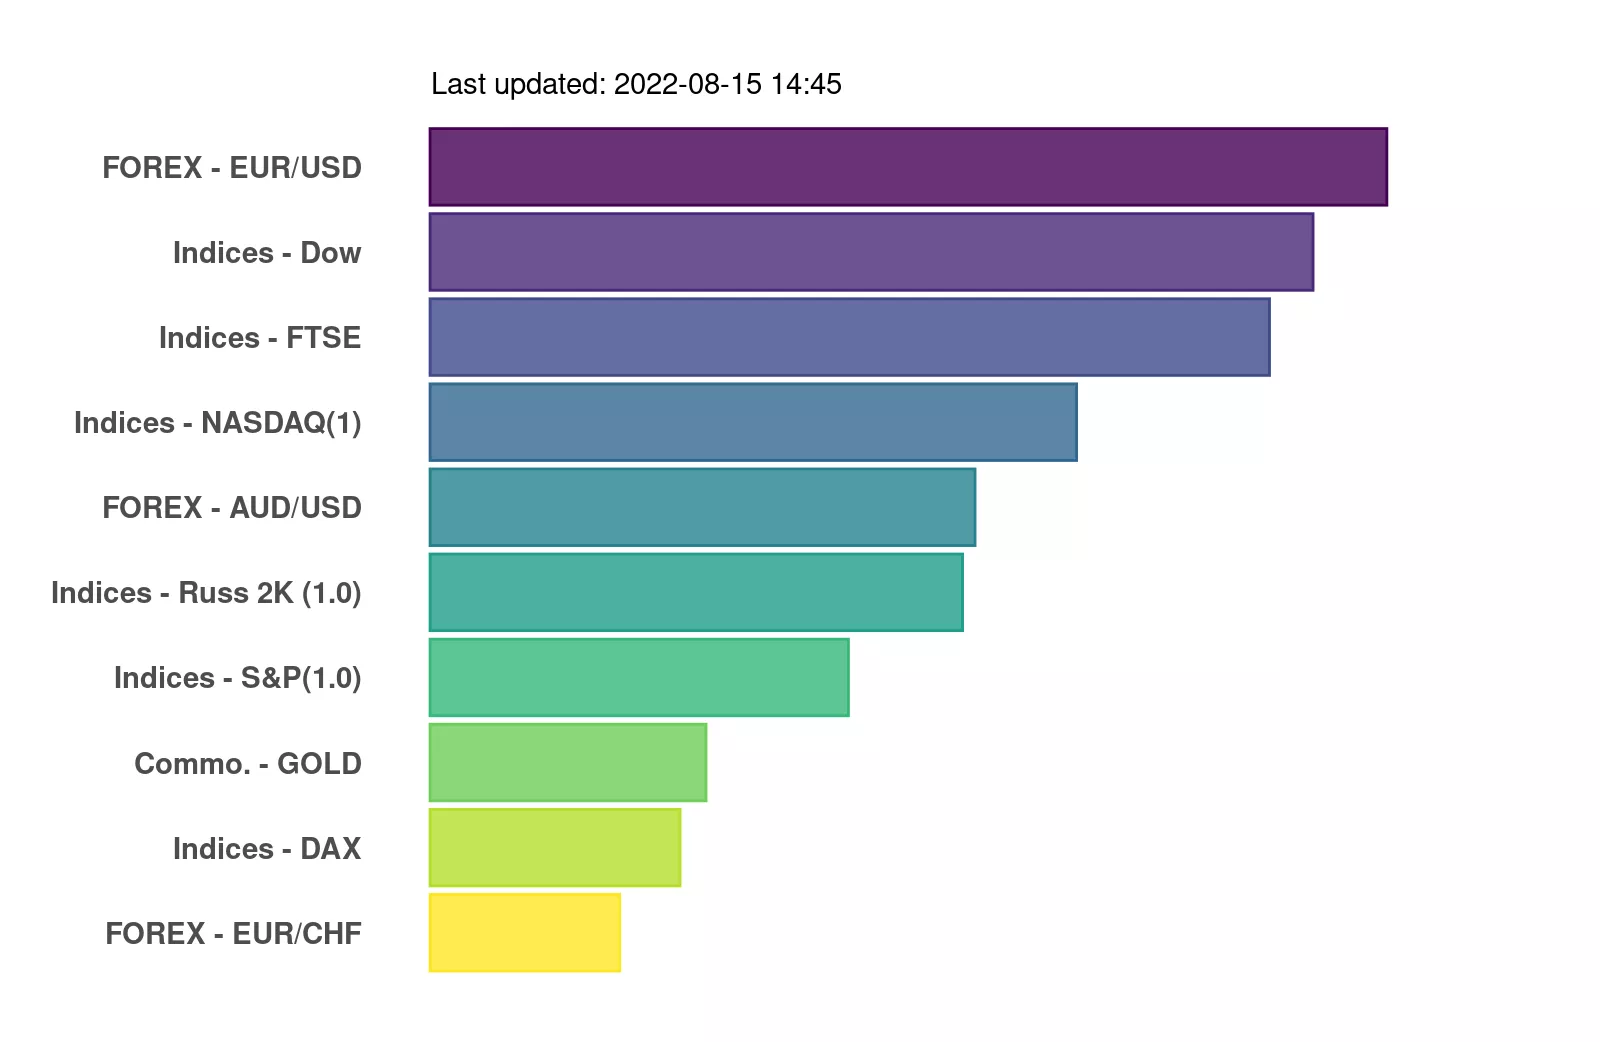 Last updated: 2022-08-15 14:45
FOREX - EUR/USD
Indices - Dow
Indices - FTSE
Indices - NASDAQ(1)
FOREX - AUD/USD
Indices - Russ 2K (1.0)
Indices - S&P(1.0)
Commo. - GOLD
Indices - DAX
FOREX - EUR/CHF